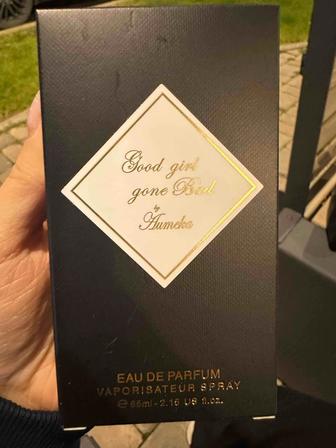 Good girl
gone Bad
by
Aumeka
EAU DE PARFUM
VAPORISATEUR SPRAY
℮65ml-2.16 US fl.oz.